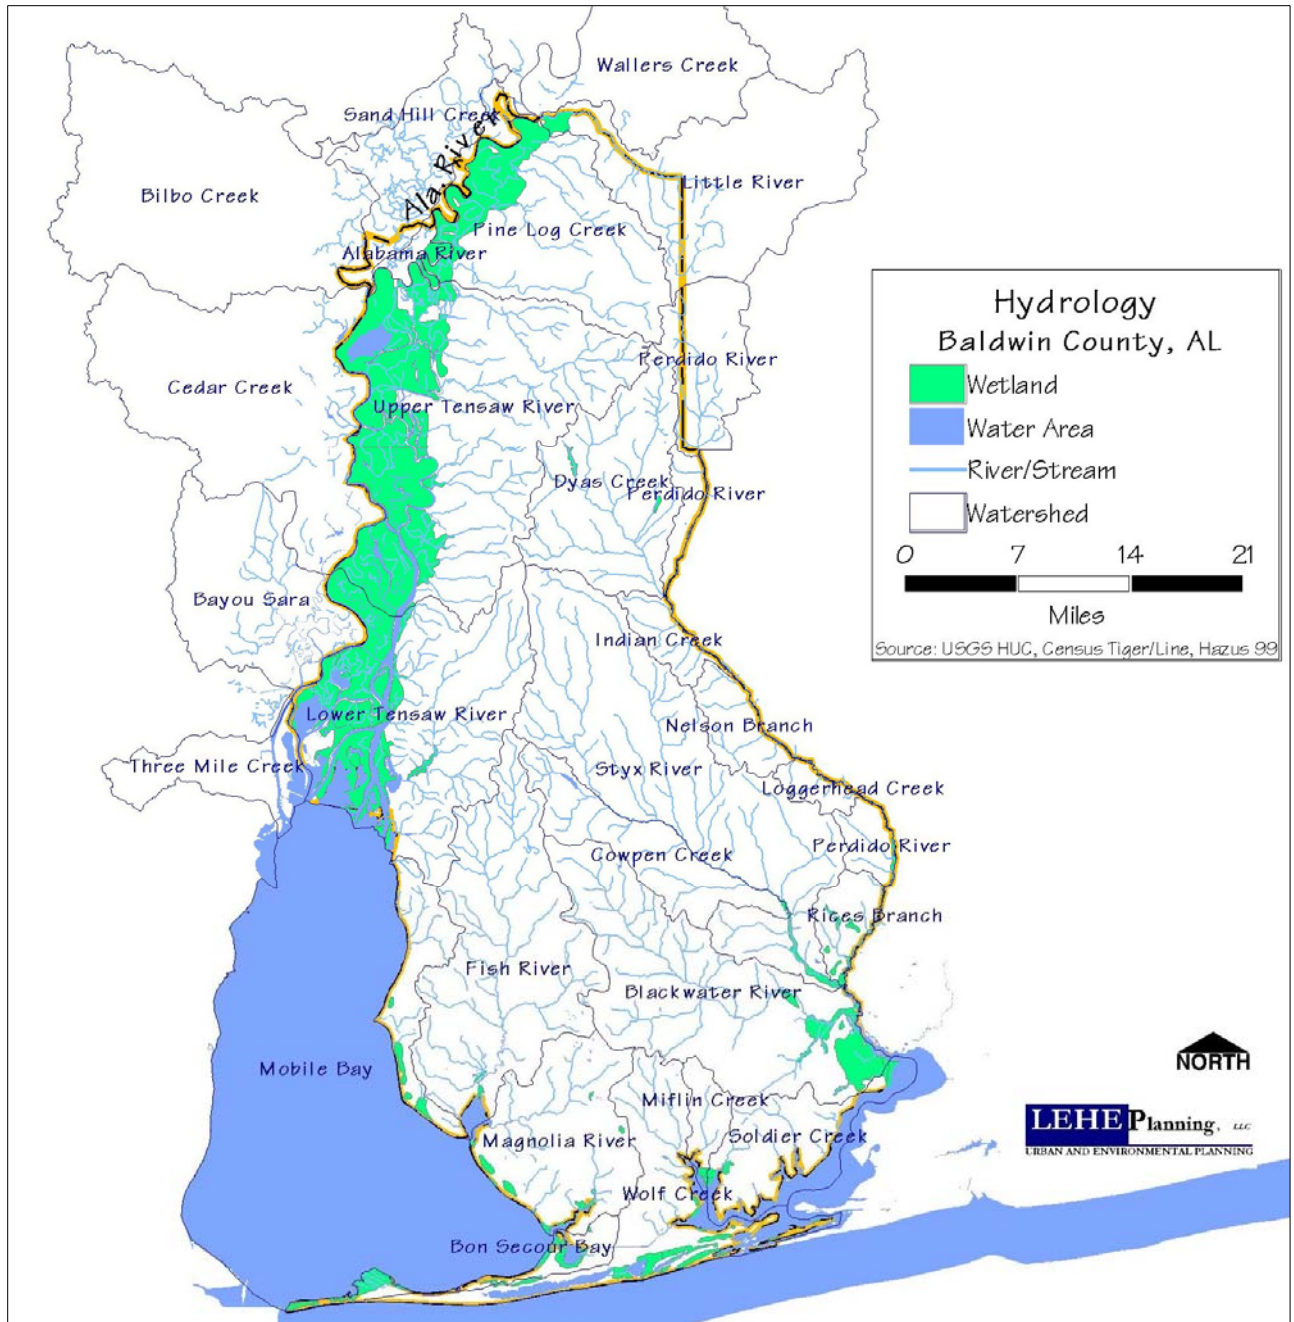 Wallers Creek
Sand Hill Creek
Ala. River
Bilbo Creek
Little River
Pine Log Creek
Alabama River
Hydrology
Baldwin County, AL
Wetland
Water Area
River/Stream
Watershed
0 7 14 21
Miles
Source: USGS HUC, Census Tiger/Line, Hazus 99
Perdido River
Cedar Creek
Upper Tensaw River
Dyas Creek
Perdido River
Bayou Sara
Indian Creek
Lower Tensaw River
Nelson Branch
Three Mile Creek
Styx River
Loggerhead Creek
Perdido River
Cowpen Creek
Rices Branch
Fish River
Blackwater River
Mobile Bay
NORTH
Miflin Creek
LEHE Planning, LLC
URBAN AND ENVIRONMENTAL PLANNING
Magnolia River
Soldier Creek
Wolf Creek
Bon Secour Bay